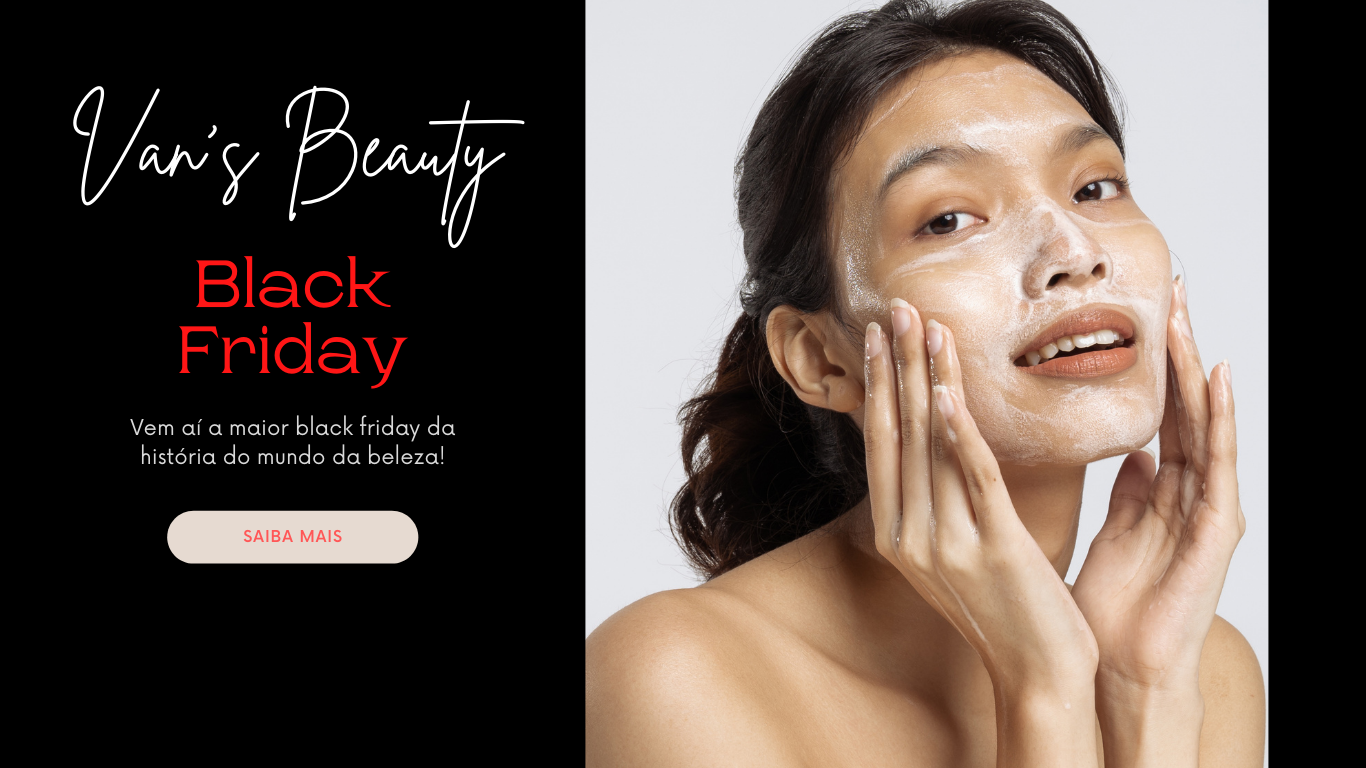 Van's Beauty
Black
Friday
Vem aí a maior black friday da
história do mundo da beleza!
SAIBA MAIS